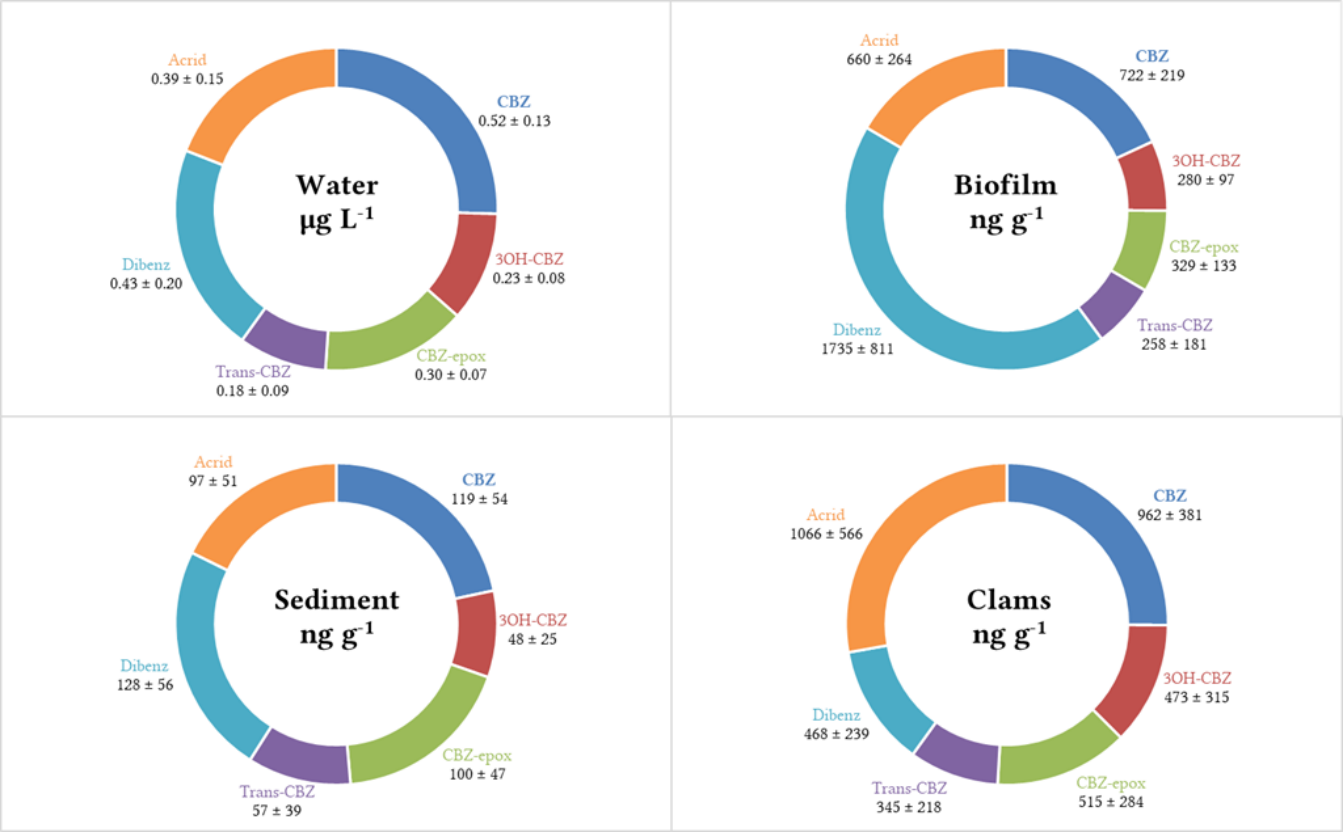 Acrid
0.39 ± 0.15
CBZ
0.52 ± 0.13
Water
µg L-1
3OH-CBZ
0.23 ± 0.08
Dibenz
0.43 ± 0.20
CBZ-epox
0.30 ± 0.07
Trans-CBZ
0.18 ± 0.09
Acrid
660 ± 264
CBZ
722 ± 219
3OH-CBZ
280 ± 97
Biofilm
ng g-1
CBZ-epox
329 ± 133
Trans-CBZ
258 ± 181
Dibenz
1735 ± 811
Acrid
97 ± 51
CBZ
119 ± 54
Sediment
ng g-1
3OH-CBZ
48 ± 25
Dibenz
128 ± 56
CBZ-epox
100 ± 47
Trans-CBZ
57 ± 39
CBZ
962 ± 381
Acrid
1066 ± 566
Clams
ng g-1
3OH-CBZ
473 ± 315
Dibenz
468 ± 239
CBZ-epox
515 ± 284
Trans-CBZ
345 ± 218